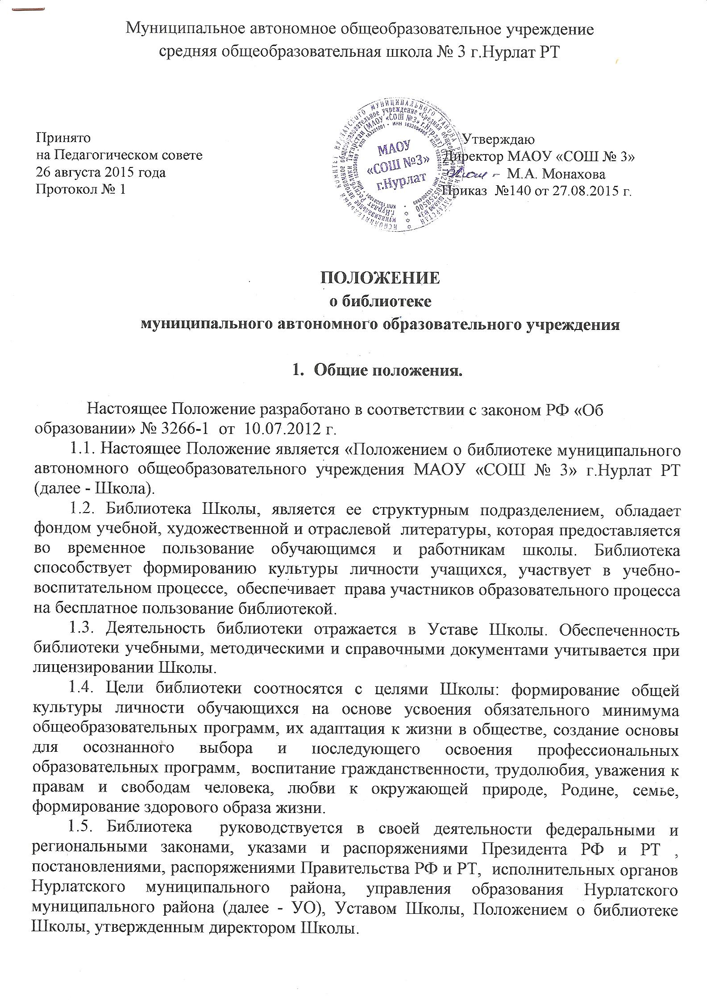 Муниципальное автономное общеобразовательное учреждение
средняя общеобразовательная школа № 3 г.Нурлат РТ
Принято
на Педагогическом совете
26 августа 2015 года
Протокол № 1
МАОУ
«СОШ №3»
г.Нурлат
Утверждаю
Директор МАОУ «СОШ № 3»
М.А. Монахова
Приказ №140 от 27.08.2015 г.
ПОЛОЖЕНИЕ
о библиотеке
муниципального автономного образовательного учреждения
1. Общие положения.
Настоящее Положение разработано в соответствии с законом РФ «Об
образовании» № 3266-1 от 10.07.2012 г.
1.1. Настоящее Положение является «Положением о библиотеке муниципального
автономного общеобразовательного учреждения МАОУ «СОШ № 3» г.Нурлат РТ
(далее - Школа).
1.2. Библиотека Школы, является ее структурным подразделением, обладает
фондом учебной, художественной и отраслевой литературы, которая предоставляется
во временное пользование обучающимся и работникам школы. Библиотека
способствует формированию культуры личности учащихся, участвует в учебно-
воспитательном процессе, обеспечивает права участников образовательного процесса
на бесплатное пользование библиотекой.
1.3. Деятельность библиотеки отражается в Уставе Школы. Обеспеченность
библиотеки учебными, методическими и справочными документами учитывается при
лицензировании Школы.
1.4. Цели библиотеки соотносятся с целями Школы: формирование общей
культуры личности обучающихся на основе усвоения обязательного минимума
общеобразовательных программ, их адаптация к жизни в обществе, создание основы
для осознанного выбора и последующего освоения профессиональных
образовательных программ, воспитание гражданственности, трудолюбия, уважения к
правам и свободам человека, любви к окружающей природе, Родине, семье,
формирование здорового образа жизни.
1.5. Библиотека руководствуется в своей деятельности федеральными и
региональными законами, указами и распоряжениями Президента РФ и РТ ,
постановлениями, распоряжениями Правительства РФ и РТ, исполнительных органов
Нурлатского муниципального района, управления образования Нурлатского
муниципального района (далее - УО), Уставом Школы, Положением о библиотеке
Школы, утвержденным директором Школы.